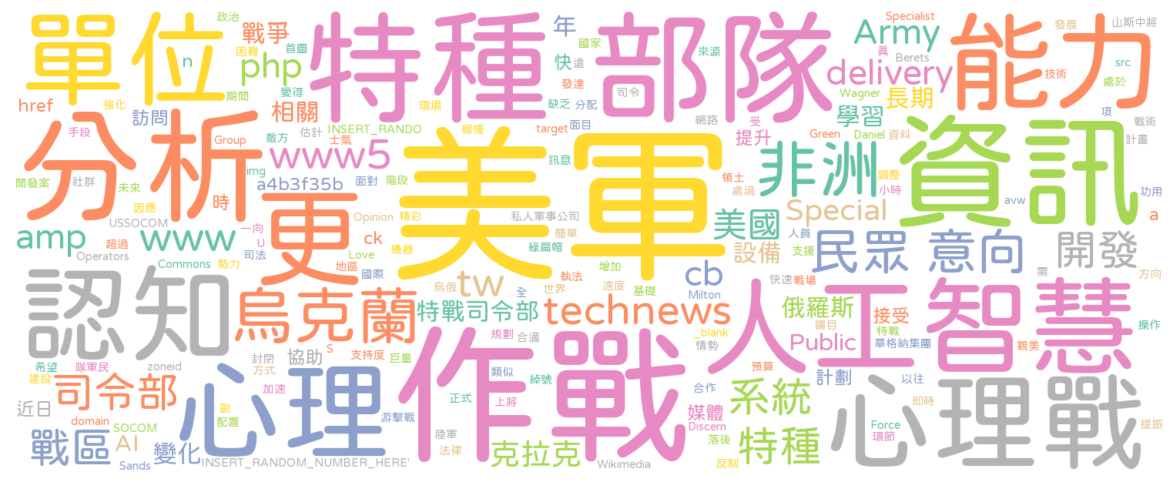 單位
特種部隊
能力
分析
美軍
資訊
更
非洲
認知
烏克蘭
作戰
人工智慧
心理
心理戰
政治
困難
戰爭
首圖
年
國家
來源
真
Specialist
Army
發展
山斯中將
n
php
快
遠
司令
Berets
src
強化
期間
變得
環境
缺乏
分配
發達
delivery
Wagner
長期
技術
處於
href
訪問
相關
INSERT_RANDO
緩慢
target
面目
網路
受
學習
項
戰術
手段
Group
敵方
估計
士氣
提升
Green
Daniel
資料
計畫
img
www5
訊息
開發案
社群
未來
a4b3f35b
面對
階段
領土
處境
調整
小時
avw
功用
因應
時
USSOCOM
一向
U
司法
Opinion
精彩
私人軍事公司
簡單
綠扁帽
美國
Special
人員
支援
a
amp
超過
www
Operators
Commons
勢力
Love
地區
ck
機器
國際
烏俄
執法
全
世界
增加
速度
基礎
cb
設備
民眾
意向
開發
tw
Milton
快速
戰場
需
方向
特戰司令部
technews
_blank'
情勢
俄羅斯
接受
矚目
特戰
操作
華格納集團
Public
親美
希望
隊軍民
zoneid
封閉
方式
協助
S
支持度
巨量
規劃
合適
類似
綽號
預算
建設
司令部
加速
合作
系統
計劃
以往
即時
近日
domain
SOCOM
副
配置
游擊戰
正式
上將
媒體
Discern
落後
Force
環節
提振
戰區
AI
Sands
變化
INSERT_RANDOM_NUMBER_HERE'
陸軍
法律
克拉克
Wikimedia
反制
特種